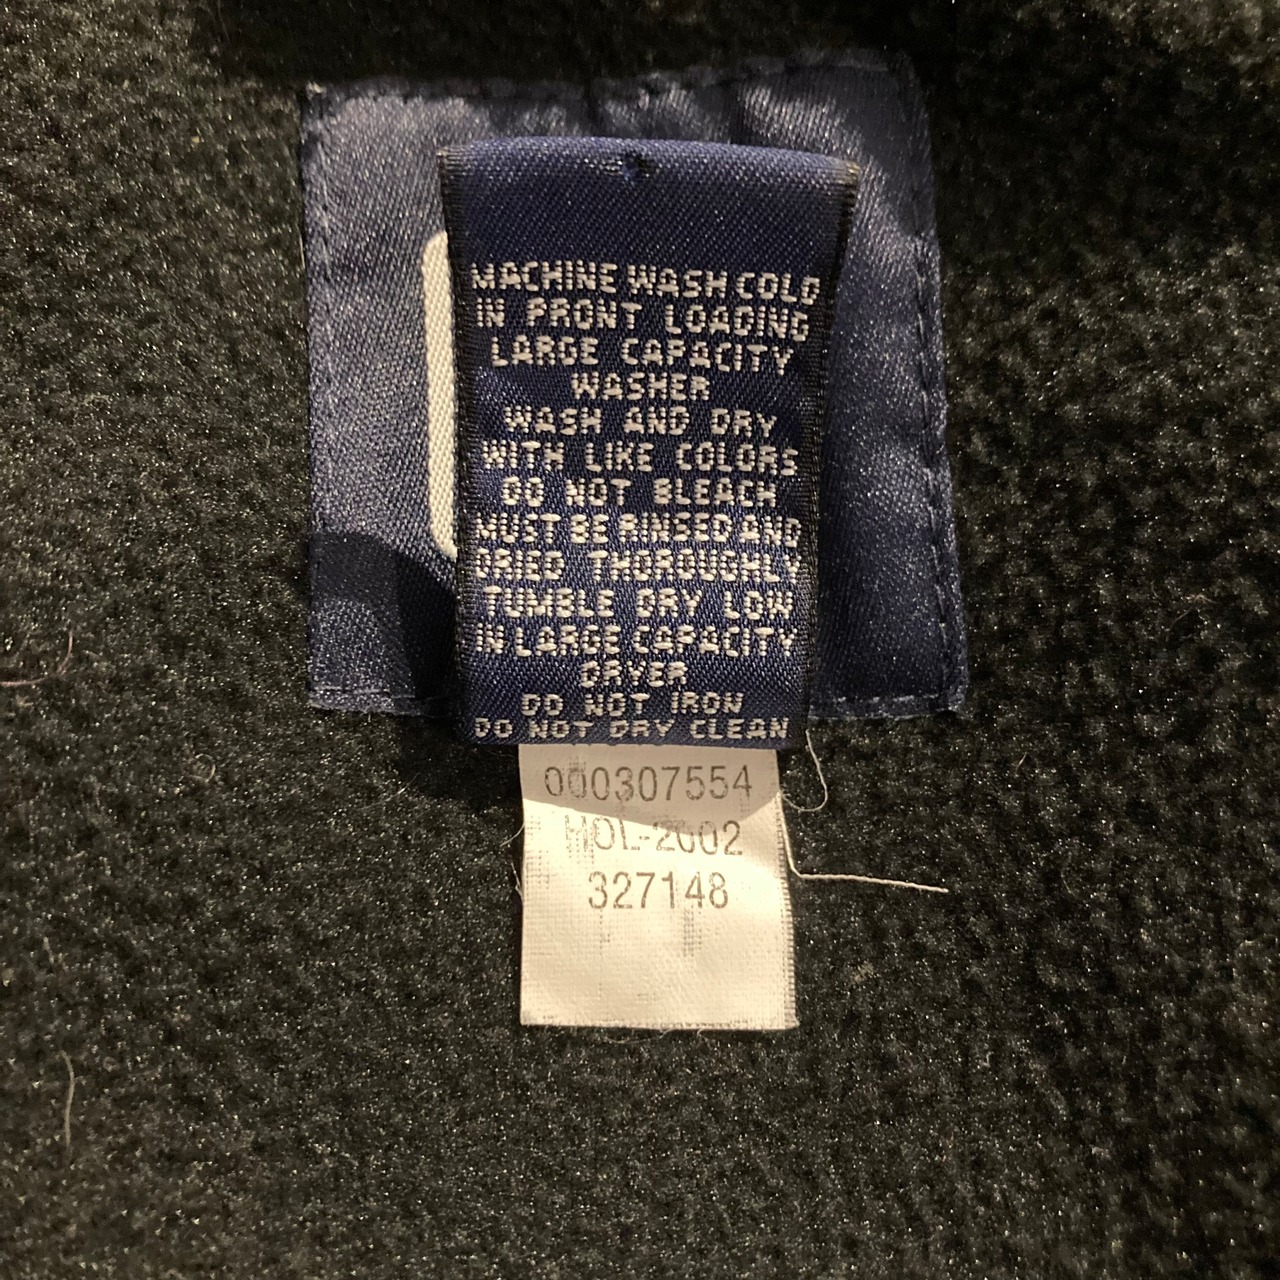 MACHINE WASH COLD
IN FRONT LOADING
LARGE CAPACITY
WASHER
WASH AND DRY
WITH LIKE COLORS
DO NOT BLEACH
MUST BE RINSED AND
DRIED THOROUGHLY
TUMBLE DRY LOW
IN LARGE CAPACITY
DRYER
DO NOT IRON
DO NOT DRY CLEAN
000307554
HOL-2002
327148